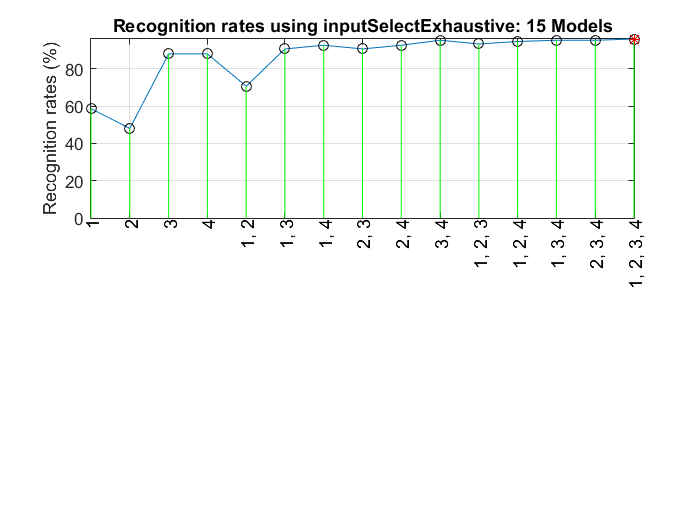 Recognition rates using inputSelectExhaustive: 15 Models
Recognition rates (%)
80
60
40
20
0
1
2
3
4
1, 2
1, 3
1, 4
2, 3
2, 4
3, 4
1, 2, 3
1, 2, 4
1, 3, 4
2, 3, 4
1, 2, 3, 4